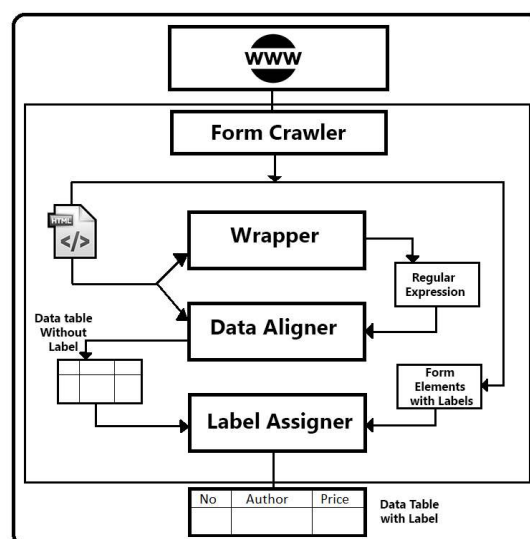 WWW
Form Crawler
HTML
</>
Wrapper
Regular
Expression
Data table
Without
Label
Data Aligner
Form
Elements
with Labels
Label Assigner
No Author Price
Data Table
with Label